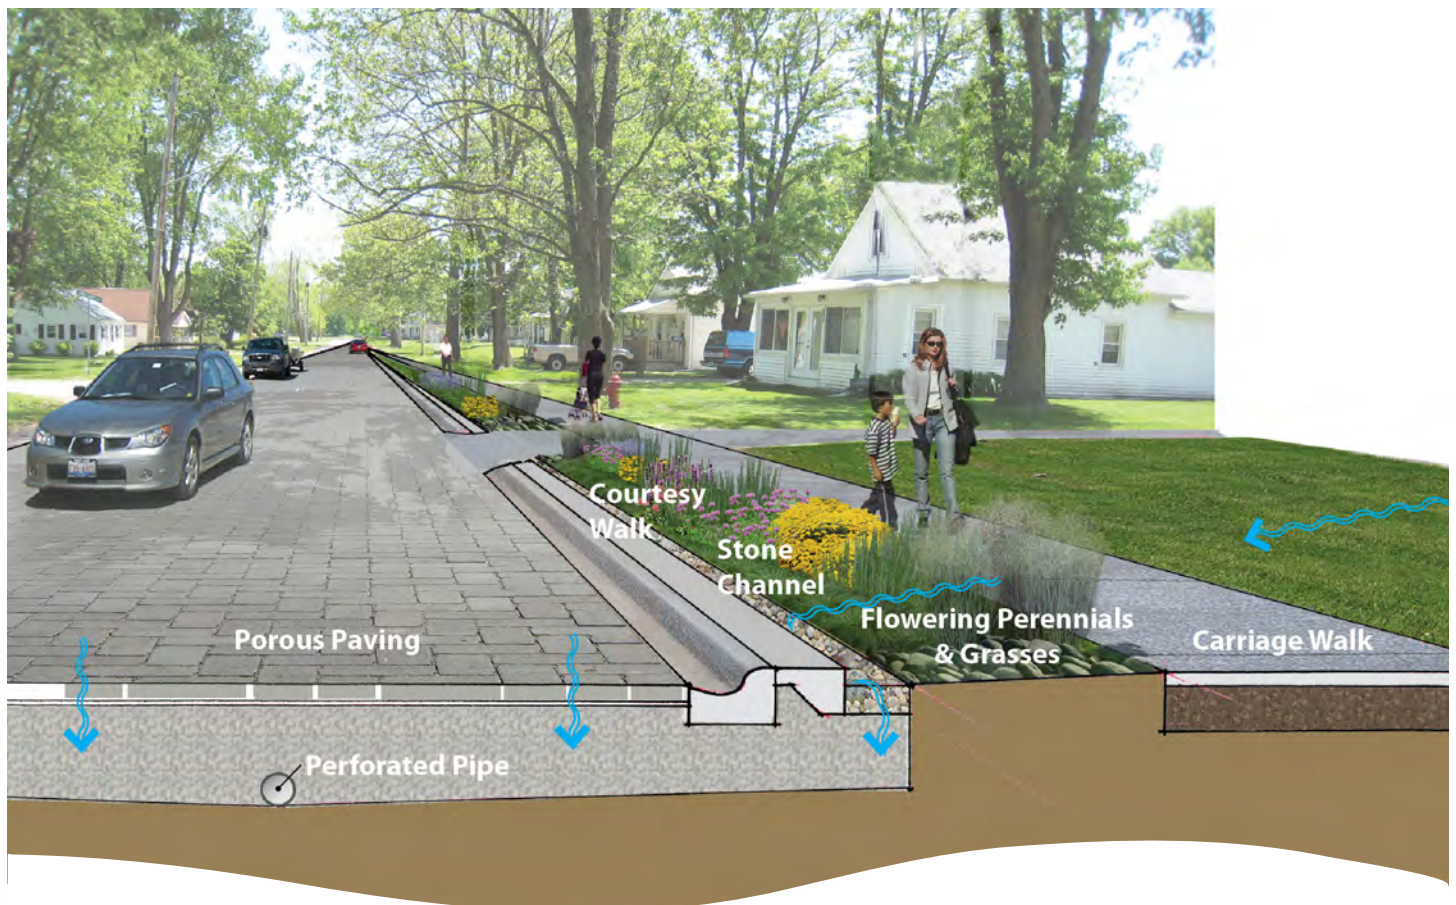 Courtesy
Walk
Stone
Channel
Flowering Perennials
& Grasses
Porous Paving
Carriage Walk
Perforated Pipe